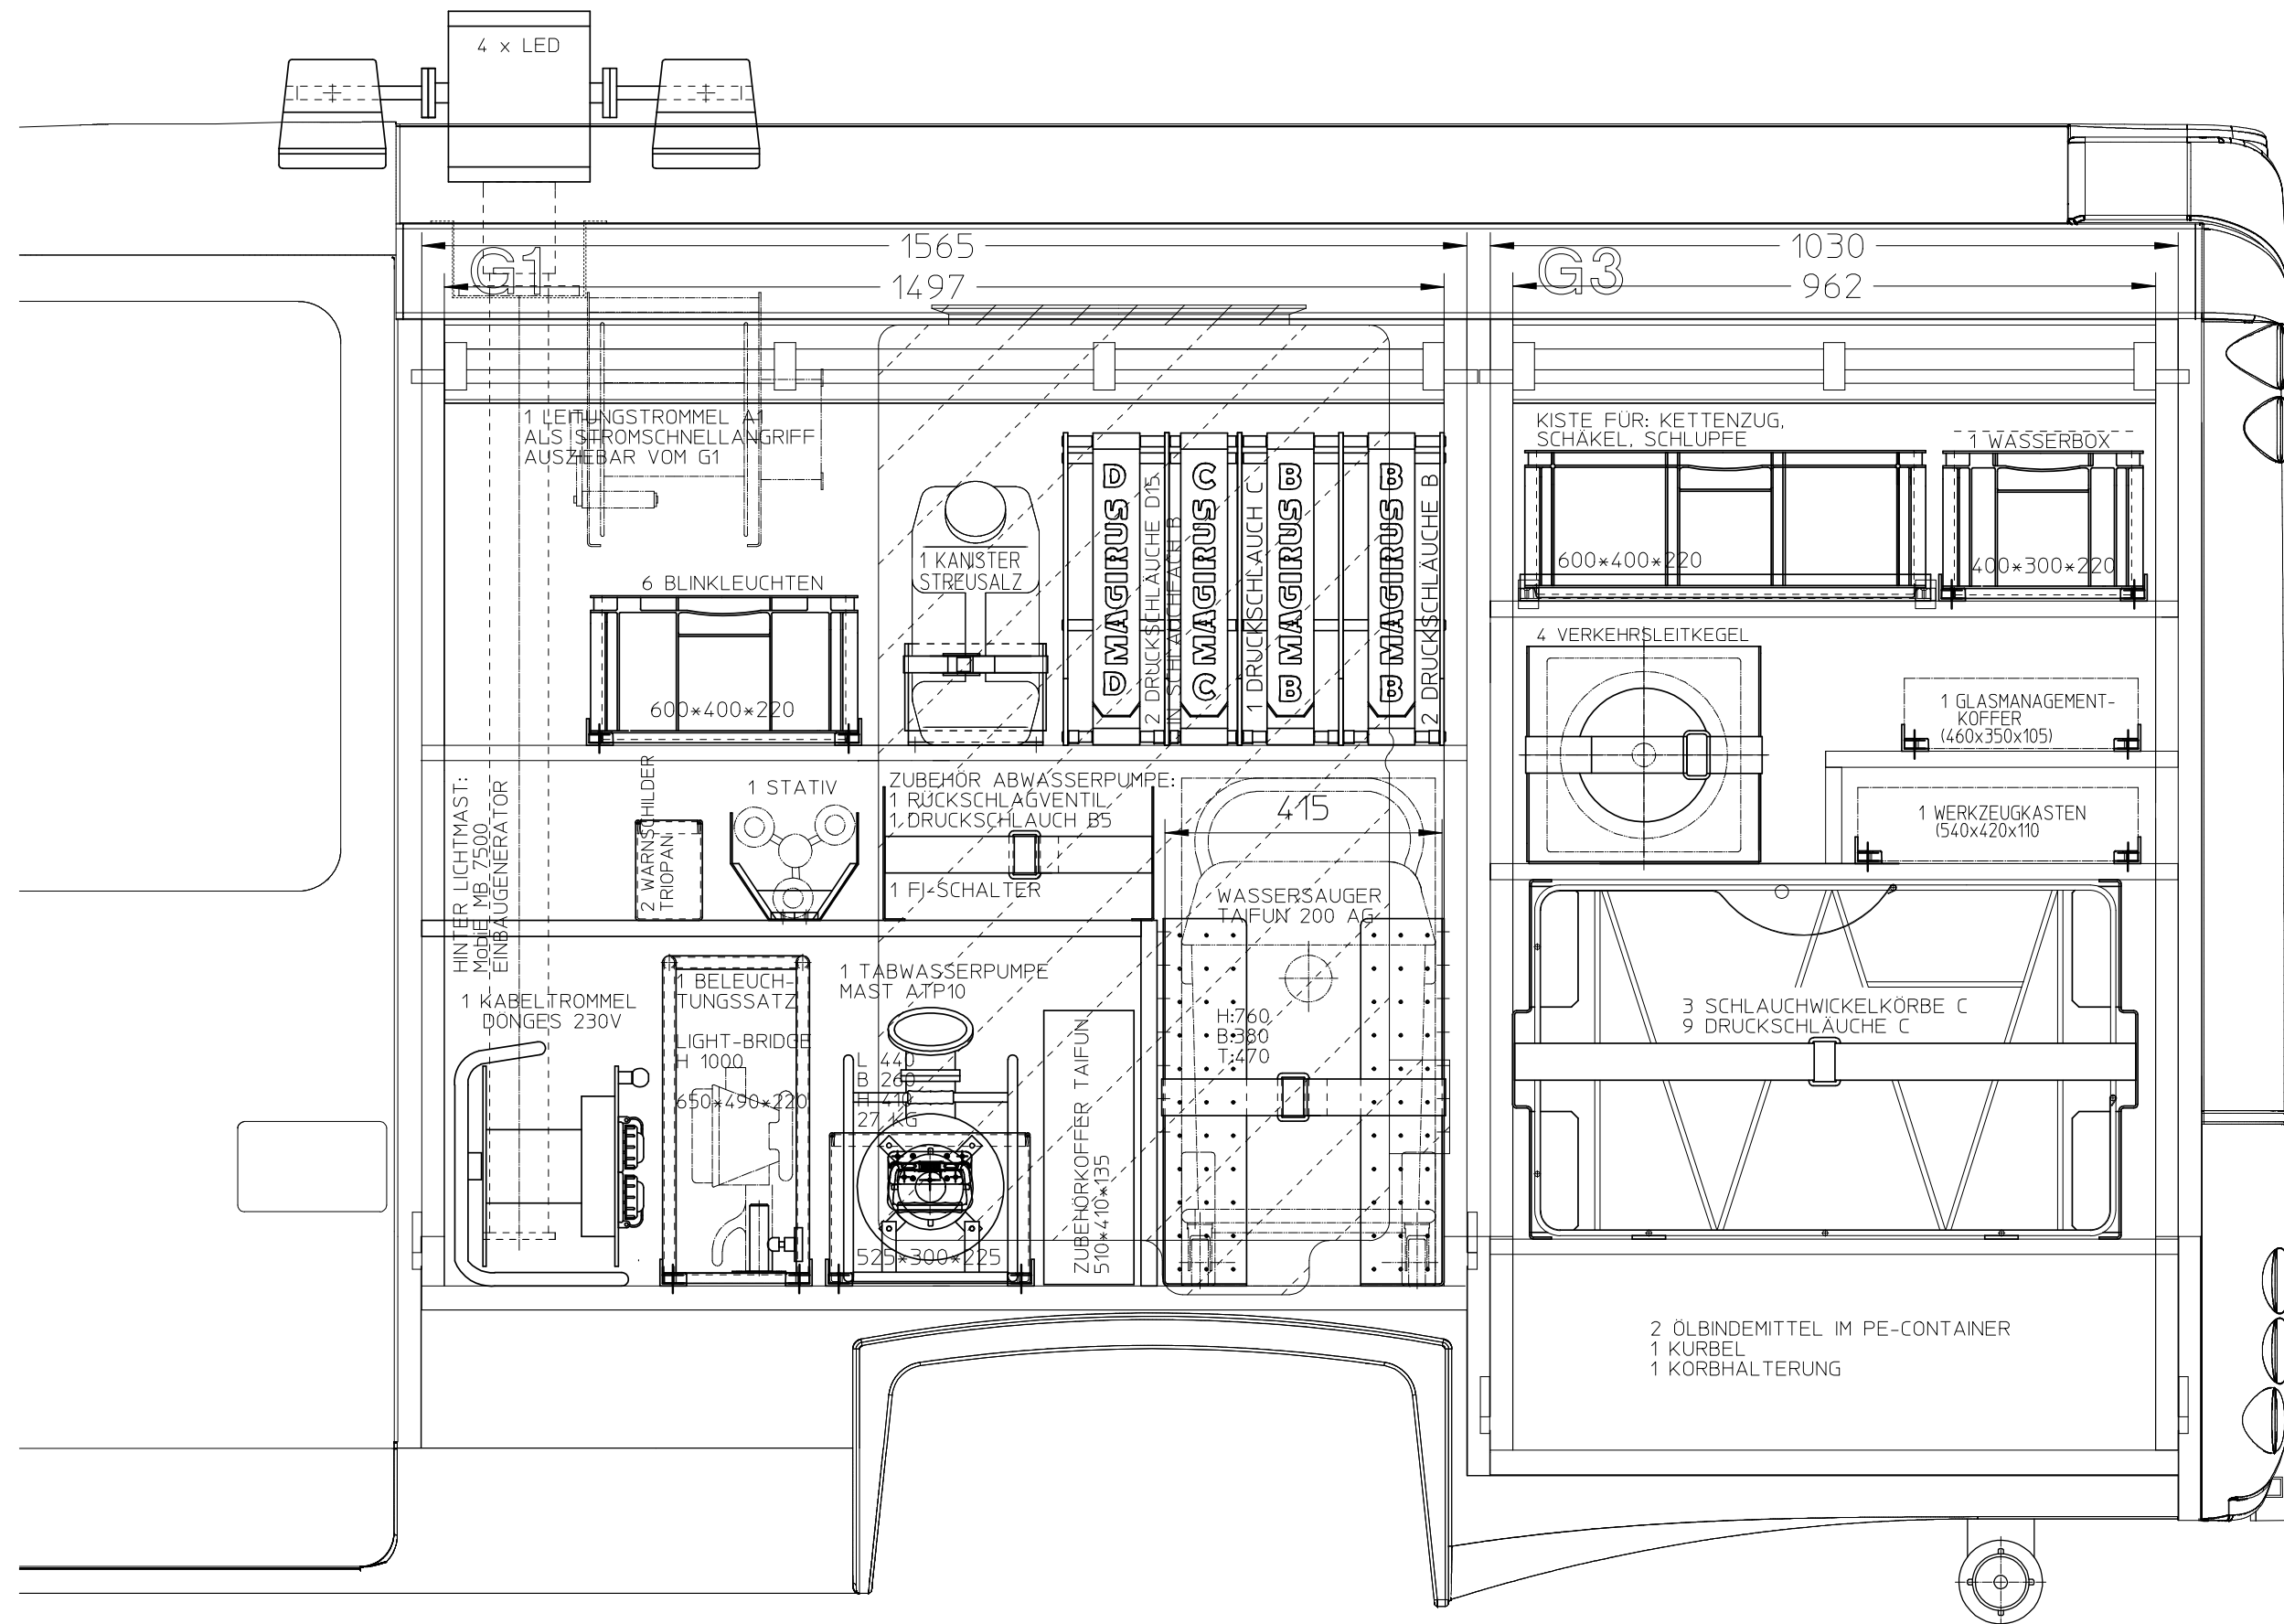 4 x LED
1565
1030
G1
1497
G3
962
1 LEITUNGSTROMMEL A1
ALS STROMSCHNELLANGRIFF
AUSZIEBAR VOM G1
KISTE FÜR: KETTENZUG,
SCHÄKEL, SCHLUPFE
1 WASSERBOX
600*400*220
400*300*220
1 KANISTER
STREUSALZ
D MAGIRUS D
2 DRUCKSCHLÄUCHE D15
IN SCHLAUCHFACH B
C MAGIRUS C
1 DRUCKSCHLAUCH C
B MAGIRUS B
B MAGIRUS B
2 DRUCKSCHLÄUCHE B
6 BLINKLEUCHTEN
600*400*220
4 VERKEHRSLEITKEGEL
1 GLASMANAGEMENT-
KOFFER
(460x350x105)
1 WERKZEUGKASTEN
(540x420x110
HINTER LICHTMAST:
MobiE MB 7500
EINBAUGENERATOR
2 WARNSCHILDER
TRIOPAN
1 STATIV
ZUBEHÖR ABWASSERPUMPE:
1 RÜCKSCHLAGVENTIL
1 DRUCKSCHLAUCH B5
1 FI-SCHALTER
415
WASSERSAUGER
TAIFUN 200 AG
H:760
B:380
T:470
1 KABELTROMMEL
DÖNGES 230V
1 BELEUCH-
TUNGSSATZ
LIGHT-BRIDGE
H 1000
650*490*220
1 TABWASSERPUMPE
MAST ATP10
L 440
B 260
H 410
27 KG
525*300*225
ZUBEHÖRKOFFER TAIFUN
510*410*135
3 SCHLAUCHWICKELKÖRBE C
9 DRUCKSCHLÄUCHE C
2 ÖLBINDEMITTEL IM PE-CONTAINER
1 KURBEL
1 KORBHALTERUNG